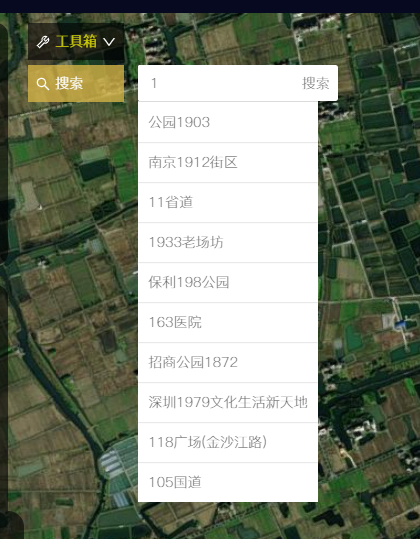 工具箱
搜索
1 搜索
公园1903
南京1912街区
11省道
1933老场坊
保利198公园
163医院
招商公园1872
深圳1979文化生活新天地
118广场(金沙江路)
105国道